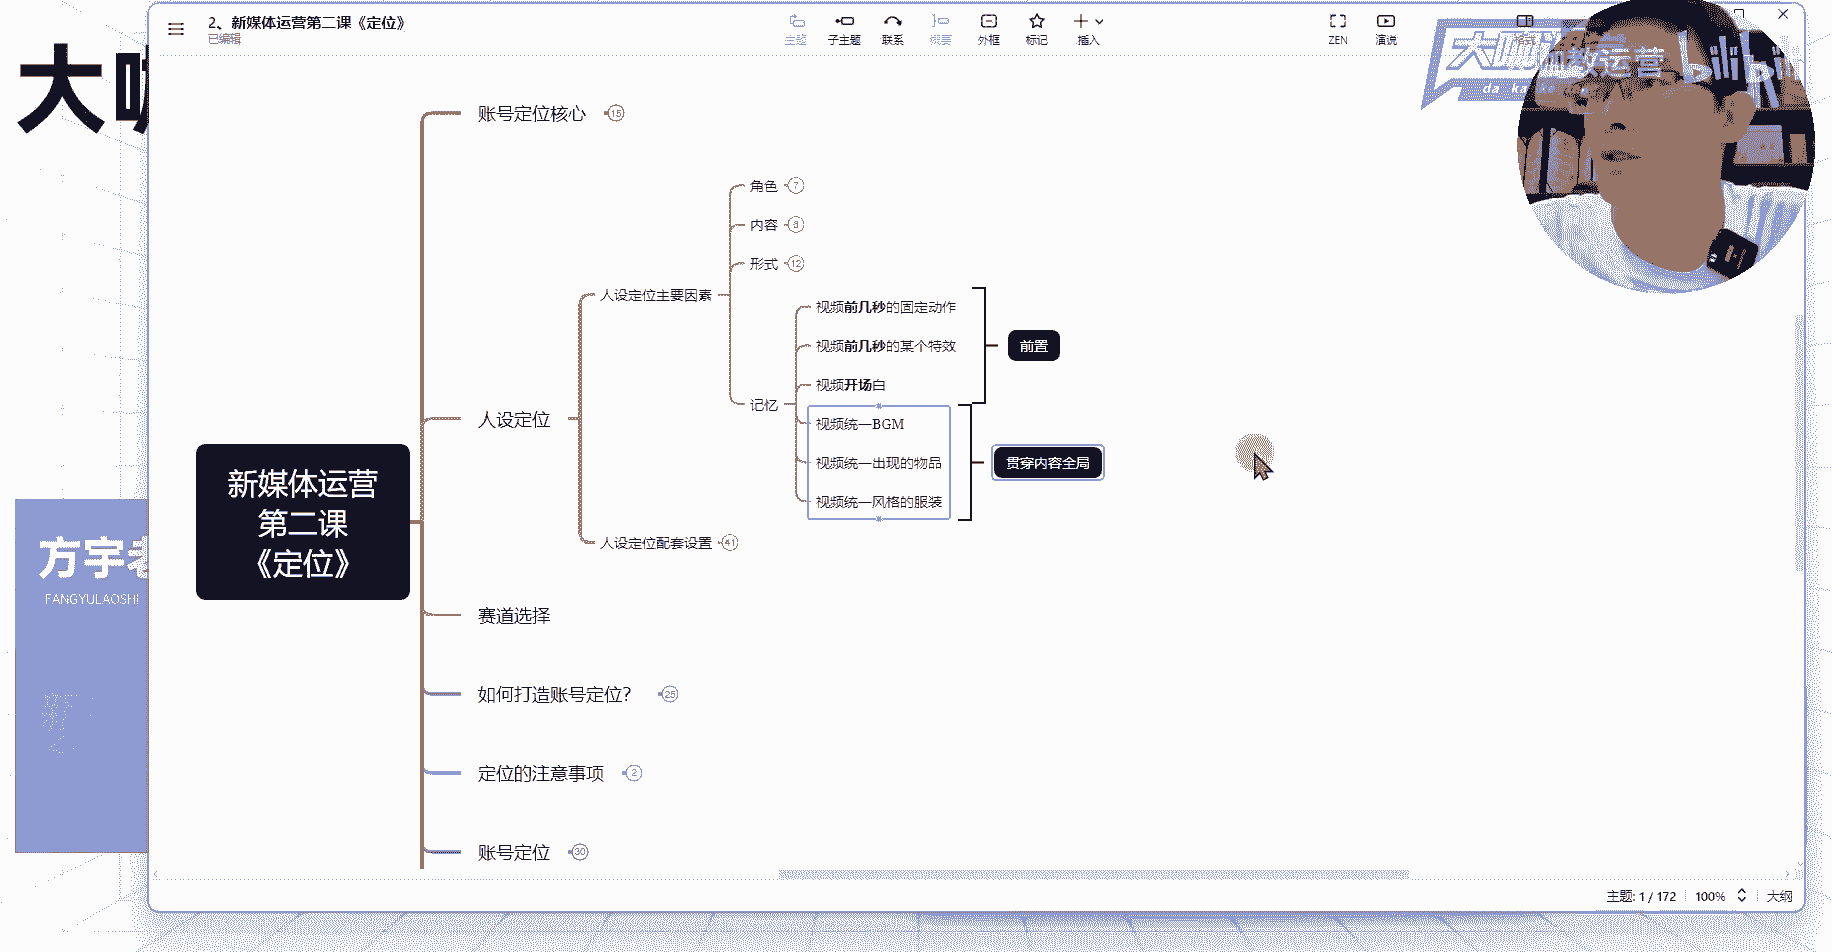 2、新媒体运营第二课《定位》
已编辑
主题
子主题
联系
概要
外框
标记
插入
ZEN
演说
格式
大
da ka
教运营
bilibili
账号定位核心
15
角色
7
内容
8
形式
12
人设定位主要因素
视频前几秒的固定动作
视频前几秒的某个特效
前置
视频开场白
记忆
人设定位
视频统一BGM
视频统一出现的物品
贯穿内容全局
视频统一风格的服装
新媒体运营
第二课
《定位》
人设定位配套设置
41
方宇老
FANGYULAOSHI
赛道选择
如何打造账号定位?
25
定位的注意事项
2
账号定位
30
主题: 1 / 172
100%
大纲